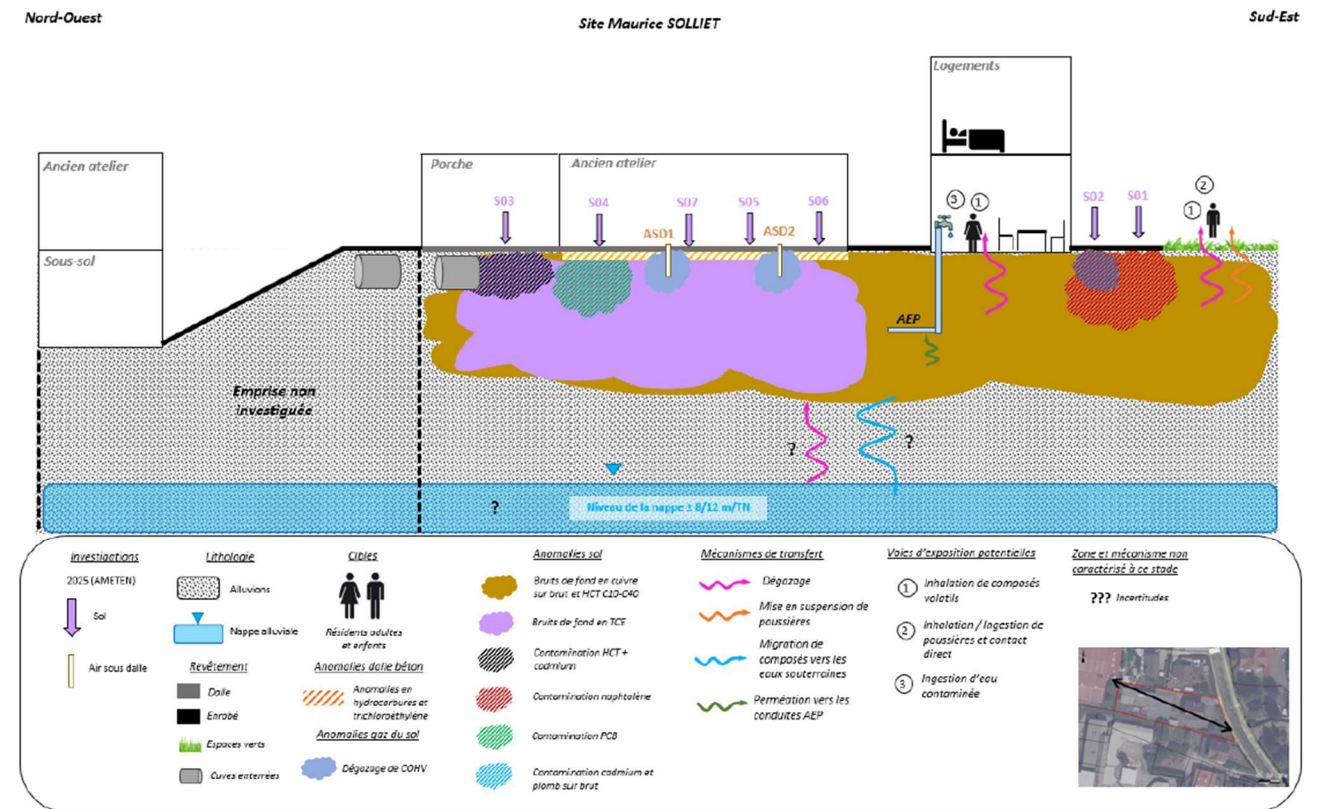 Nord-Ouest
Site Maurice SOLLIET
Sud-Est
Logements
Ancien atelier
Porche
Ancien atelier
S03
S04
S07
S05
S06
S02
S01
ASD1
ASD2
3
1
2
1
Sous-sol
AEP
Emprise non
investiguée
?
?
?
Niveau de la nappe ± 8/12 m/TN
Investigations
2025 (AMETEN)
Sol
Air sous dalle
Lithologie
Alluvions
Nappe alluviale
Revêtement
Dalle
Enrobé
Espaces verts
Cuves enterrées
Cibles
Résidents adultes
et enfants
Anomalies dalle béton
Anomalies en
hydrocarbures et
trichloroéthylène
Anomalies gaz du sol
Dégazage de COHV
Anomalies sol
Bruits de fond en cuivre
sur brut et HCT C10-C40
Bruits de fond en TCE
Contamination HCT +
cadmium
Contamination naphtalène
Contamination PCB
Contamination cadmium et
plomb sur brut
Mécanismes de transfert
Dégazage
Mise en suspension de
poussières
Migration de
composés vers les
eaux souterraines
Perméation vers les
conduites AEP
Voies d'exposition potentielles
1 Inhalation de composés
volatils
2 Inhalation / Ingestion de
poussières et contact
direct
3 Ingestion d'eau
contaminée
Zone et mécanisme non
caractérisé à ce stade
??? Incertitudes